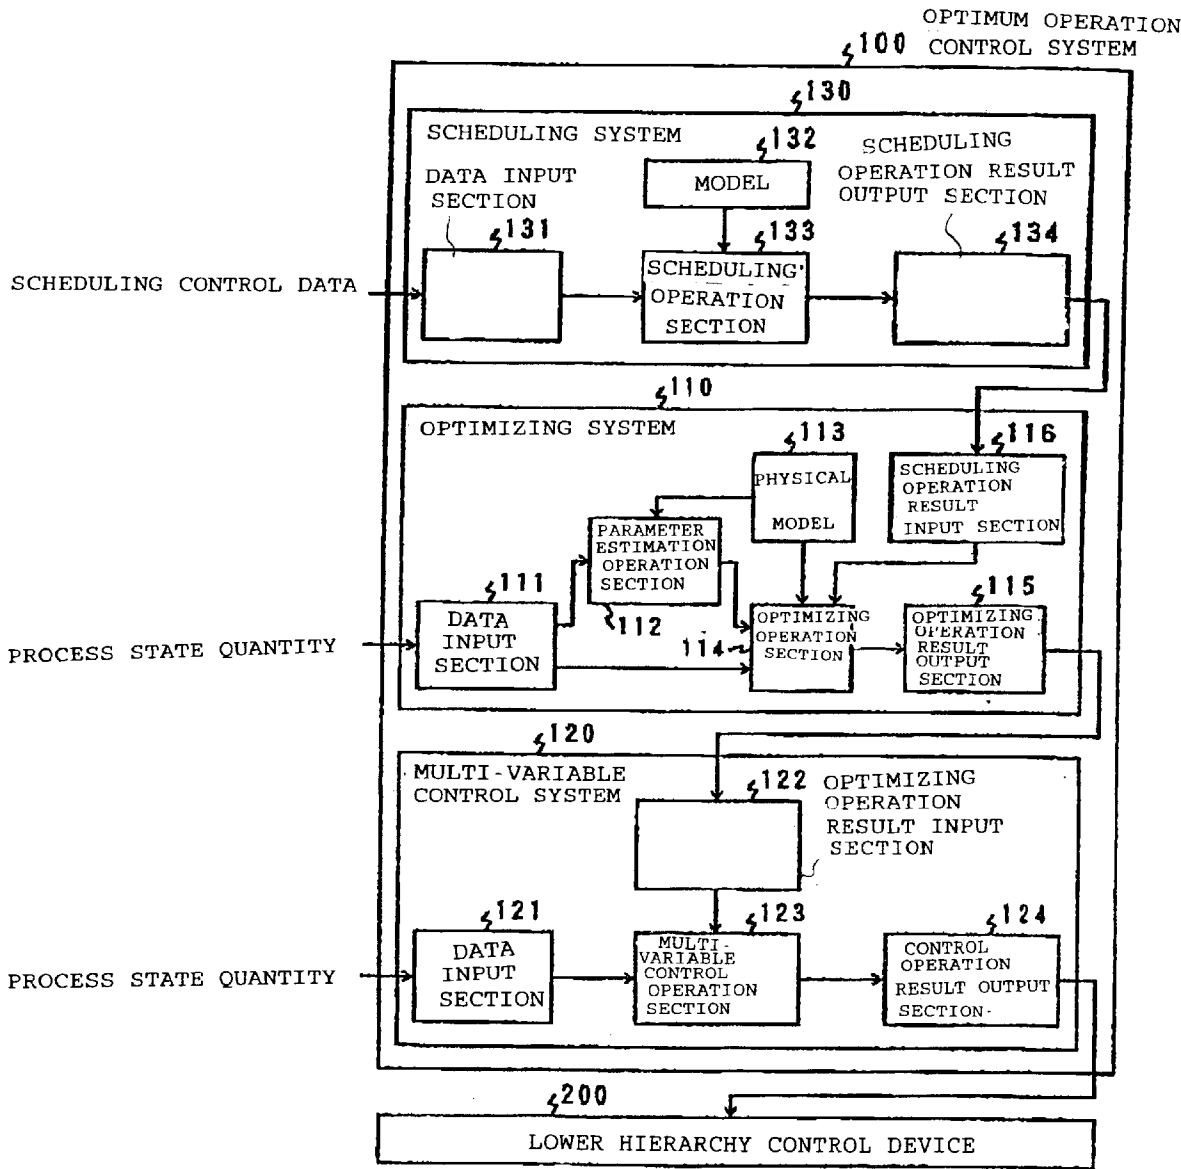 OPTIMUM OPERATION
100 CONTROL SYSTEM
130
SCHEDULING SYSTEM
132
MODEL
SCHEDULING
OPERATION RESULT
OUTPUT SECTION
DATA INPUT
SECTION
131
133
134
SCHEDULING CONTROL DATA
SCHEDULING
OPERATION
SECTION
110
OPTIMIZING SYSTEM
113
PHYSICAL
MODEL
116
SCHEDULING
OPERATION
RESULT
INPUT SECTION
PARAMETER
ESTIMATION
OPERATION
SECTION
112
111
DATA
INPUT
SECTION
PROCESS STATE QUANTITY
114
OPTIMIZING
OPERATION
SECTION
115
OPTIMIZING
OPERATION
RESULT
OUTPUT
SECTION
120
MULTI-VARIABLE
CONTROL SYSTEM
122
OPTIMIZING
OPERATION
RESULT INPUT
SECTION
121
DATA
INPUT
SECTION
PROCESS STATE QUANTITY
123
MULTI-
VARIABLE
CONTROL
OPERATION
SECTION
124
CONTROL
OPERATION
RESULT OUTPUT
SECTION
200
LOWER HIERARCHY CONTROL DEVICE